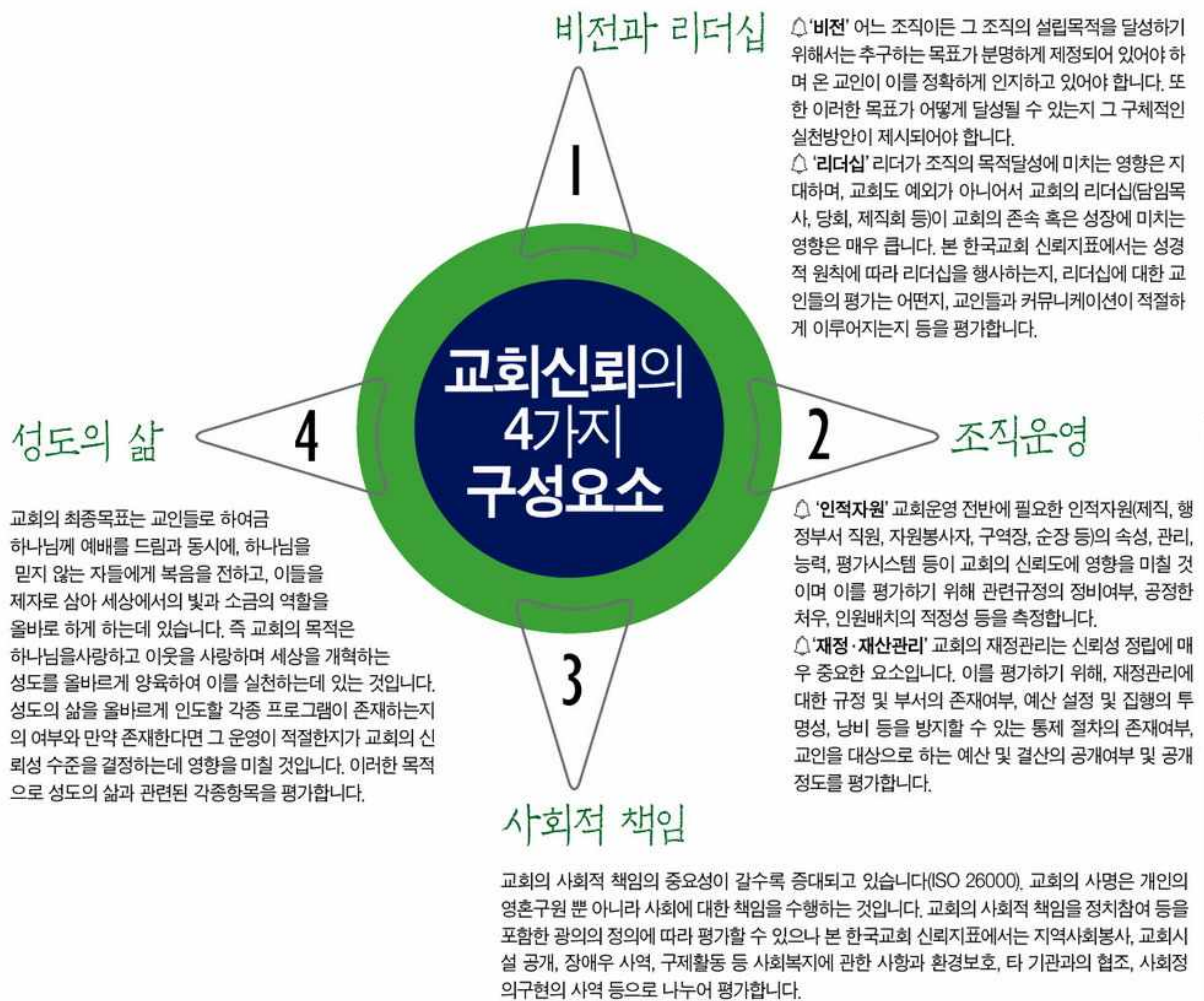 비전과 리더십
'비전' 어느 조직이든 그 조직의 설립목적을 달성하기
위해서는 추구하는 목표가 분명하게 제정되어 있어야 하
며 온 교인이 이를 정확하게 인지하고 있어야 합니다. 또
한 이러한 목표가 어떻게 달성될 수 있는지 그 구체적인
실천방안이 제시되어야 합니다.
'리더십' 리더가 조직의 목적달성에 미치는 영향은 지
대하며, 교회도 예외가 아니어서 교회의 리더십(담임목
사, 당회, 제직회 등)이 교회의 존속 혹은 성장에 미치는
영향은 매우 큽니다. 본 한국교회 신뢰지표에서는 성경
적 원칙에 따라 리더십을 행사하는지, 리더십에 대한 교
인들의 평가는 어떤지, 교인들과 커뮤니케이션이 적절하
게 이루어지는지 등을 평가합니다.
1
교회신뢰의
4가지
구성요소
2
조직운영
'인적자원' 교회운영 전반에 필요한 인적자원(제직, 행
정부서 직원, 자원봉사자, 구역장, 순장 등)의 속성, 관리,
능력, 평가시스템 등이 교회의 신뢰도에 영향을 미칠 것
이며 이를 평가하기 위해 관련규정의 정비여부, 공정한
처우, 인원배치의 적정성 등을 측정합니다.
'재정·재산관리' 교회의 재정관리는 신뢰성 정립에 매
우 중요한 요소입니다. 이를 평가하기 위해, 재정관리에
대한 규정 및 부서의 존재여부, 예산 설정 및 집행의 투
명성, 낭비 등을 방지할 수 있는 통제 절차의 존재여부,
교인을 대상으로 하는 예산 및 결산의 공개여부 및 공개
정도를 평가합니다.
3
사회적 책임
교회의 사회적 책임의 중요성이 갈수록 증대되고 있습니다(ISO 26000). 교회의 사명은 개인의
영혼구원 뿐 아니라 사회에 대한 책임을 수행하는 것입니다. 교회의 사회적 책임을 정치참여 등을
포함한 광의의 정의에 따라 평가할 수 있으나 본 한국교회 신뢰지표에서는 지역사회봉사, 교회시
설 공개, 장애우 사역, 구제활동 등 사회복지에 관한 사항과 환경보호, 타 기관과의 협조, 사회정
의구현의 사역 등으로 나누어 평가합니다.
4
성도의 삶
교회의 최종목표는 교인들로 하여금
하나님께 예배를 드림과 동시에, 하나님을
믿지 않는 자들에게 복음을 전하고, 이들을
제자로 삼아 세상에서의 빛과 소금의 역할을
올바로 하게 하는데 있습니다. 즉 교회의 목적은
하나님을사랑하고 이웃을 사랑하며 세상을 개혁하는
성도를 올바르게 양육하여 이를 실천하는데 있는 것입니다.
성도의 삶을 올바르게 인도할 각종 프로그램이 존재하는지
의 여부와 만약 존재한다면 그 운영이 적절한지가 교회의 신
뢰성 수준을 결정하는데 영향을 미칠 것입니다. 이러한 목적
으로 성도의 삶과 관련된 각종항목을 평가합니다.